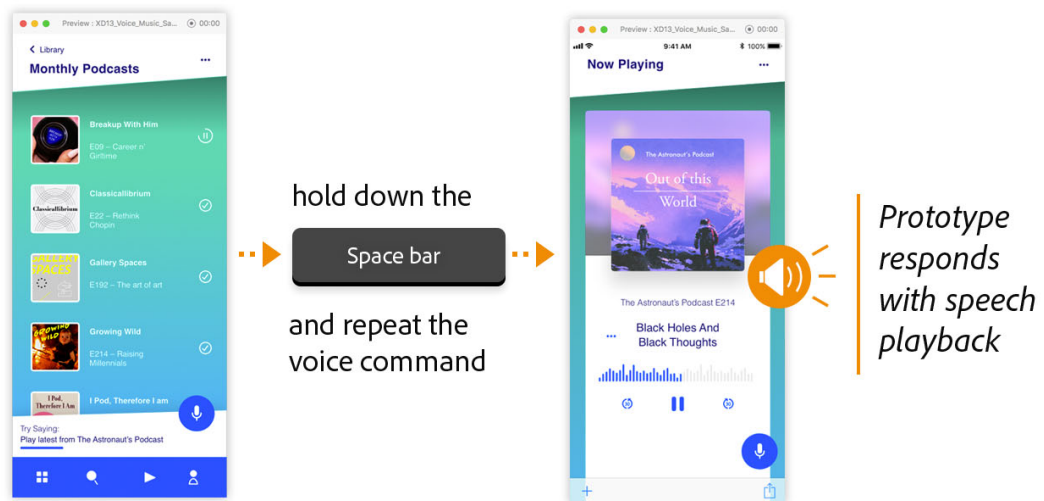 Preview : XD13_Voice_Music_Sa... 00:00
Library
Monthly Podcasts
Breakup With Him
E09 – Career n'
Girltime
Classicallibrium
Classicallibrium
E22 – Rethink
Chopin
GALLERY
SPACES
Gallery Spaces
E192 – The art of art
GROWING
WILD
Growing Wild
E214 – Raising
Millennials
I Pod,
Therefore I Am
I Pod, Therefore I am
Try Saying:
Play latest from The Astronaut's Podcast
hold down the
Space bar
and repeat the
voice command
Preview : XD13_Voice_Music_Sa... 00:00
9:41 AM
100%
Now Playing
The Astronaut's Podcast
Out of this
World
The Astronaut's Podcast E214
Black Holes And
Black Thoughts
30
30
Prototype
responds
with speech
playback